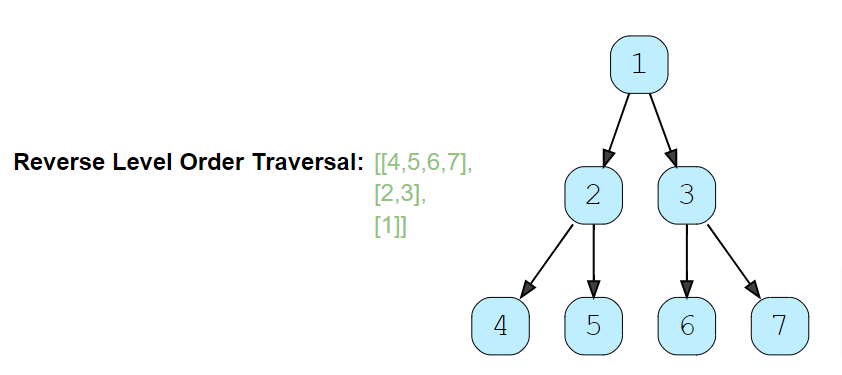 Reverse Level Order Traversal: [[4,5,6,7],
[2,3],
[1]]
1
2 3
4 5 6 7